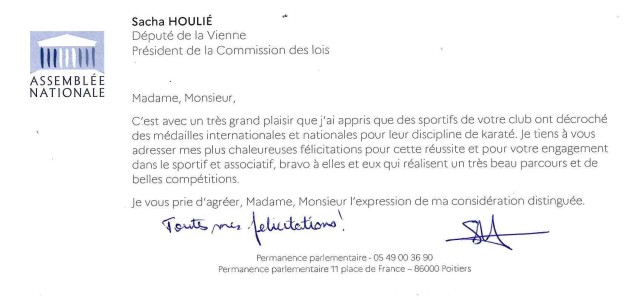 Sacha HOULIÉ
Député de la Vienne
Président de la Commission des lois
ASSEMBLÉE
NATIONALE
Madame, Monsieur,
C'est avec un très grand plaisir que j'ai appris que des sportifs de votre club ont décroché
des médailles internationales et nationales pour leur discipline de karaté. Je tiens à vous
adresser mes plus chaleureuses félicitations pour cette réussite et pour votre engagement
dans le sportif et associatif, bravo à elles et eux qui réalisent un très beau parcours et de
belles compétitions.
Je vous prie d'agréer, Madame, Monsieur l'expression de ma considération distinguée.
Toutes mes felicitations!
Permanence parlementaire - 05 49 00 36 90
Permanence parlementaire 11 place de France – 86000 Poitiers